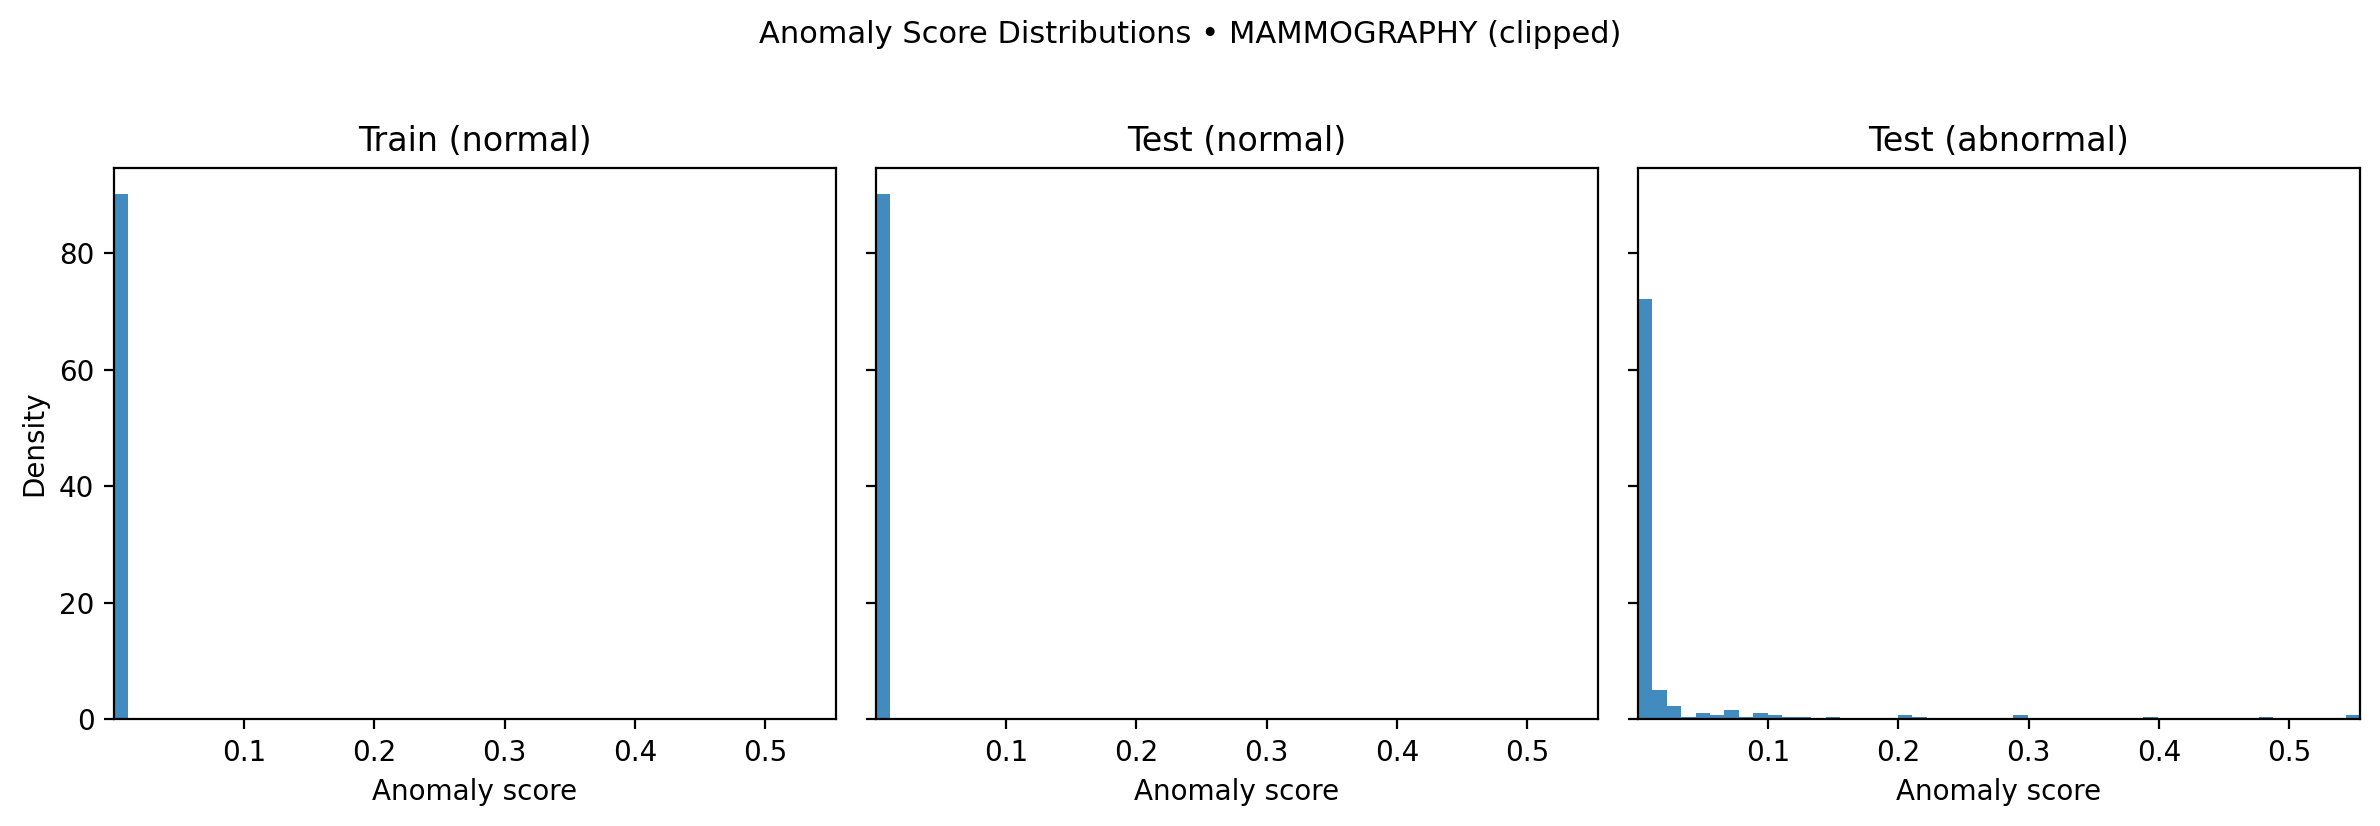 Anomaly Score Distributions • MAMMOGRAPHY (clipped)
Train (normal)
Test (normal)
Test (abnormal)
Density
80
60
40
20
0
0.1 0.2 0.3 0.4 0.5
0.1 0.2 0.3 0.4 0.5
0.1 0.2 0.3 0.4 0.5
Anomaly score
Anomaly score
Anomaly score